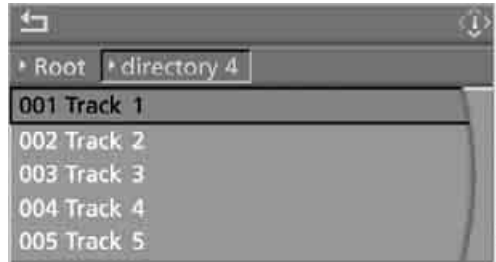 Root directory 4
001 Track 1
002 Track 2
003 Track 3
004 Track 4
005 Track 5